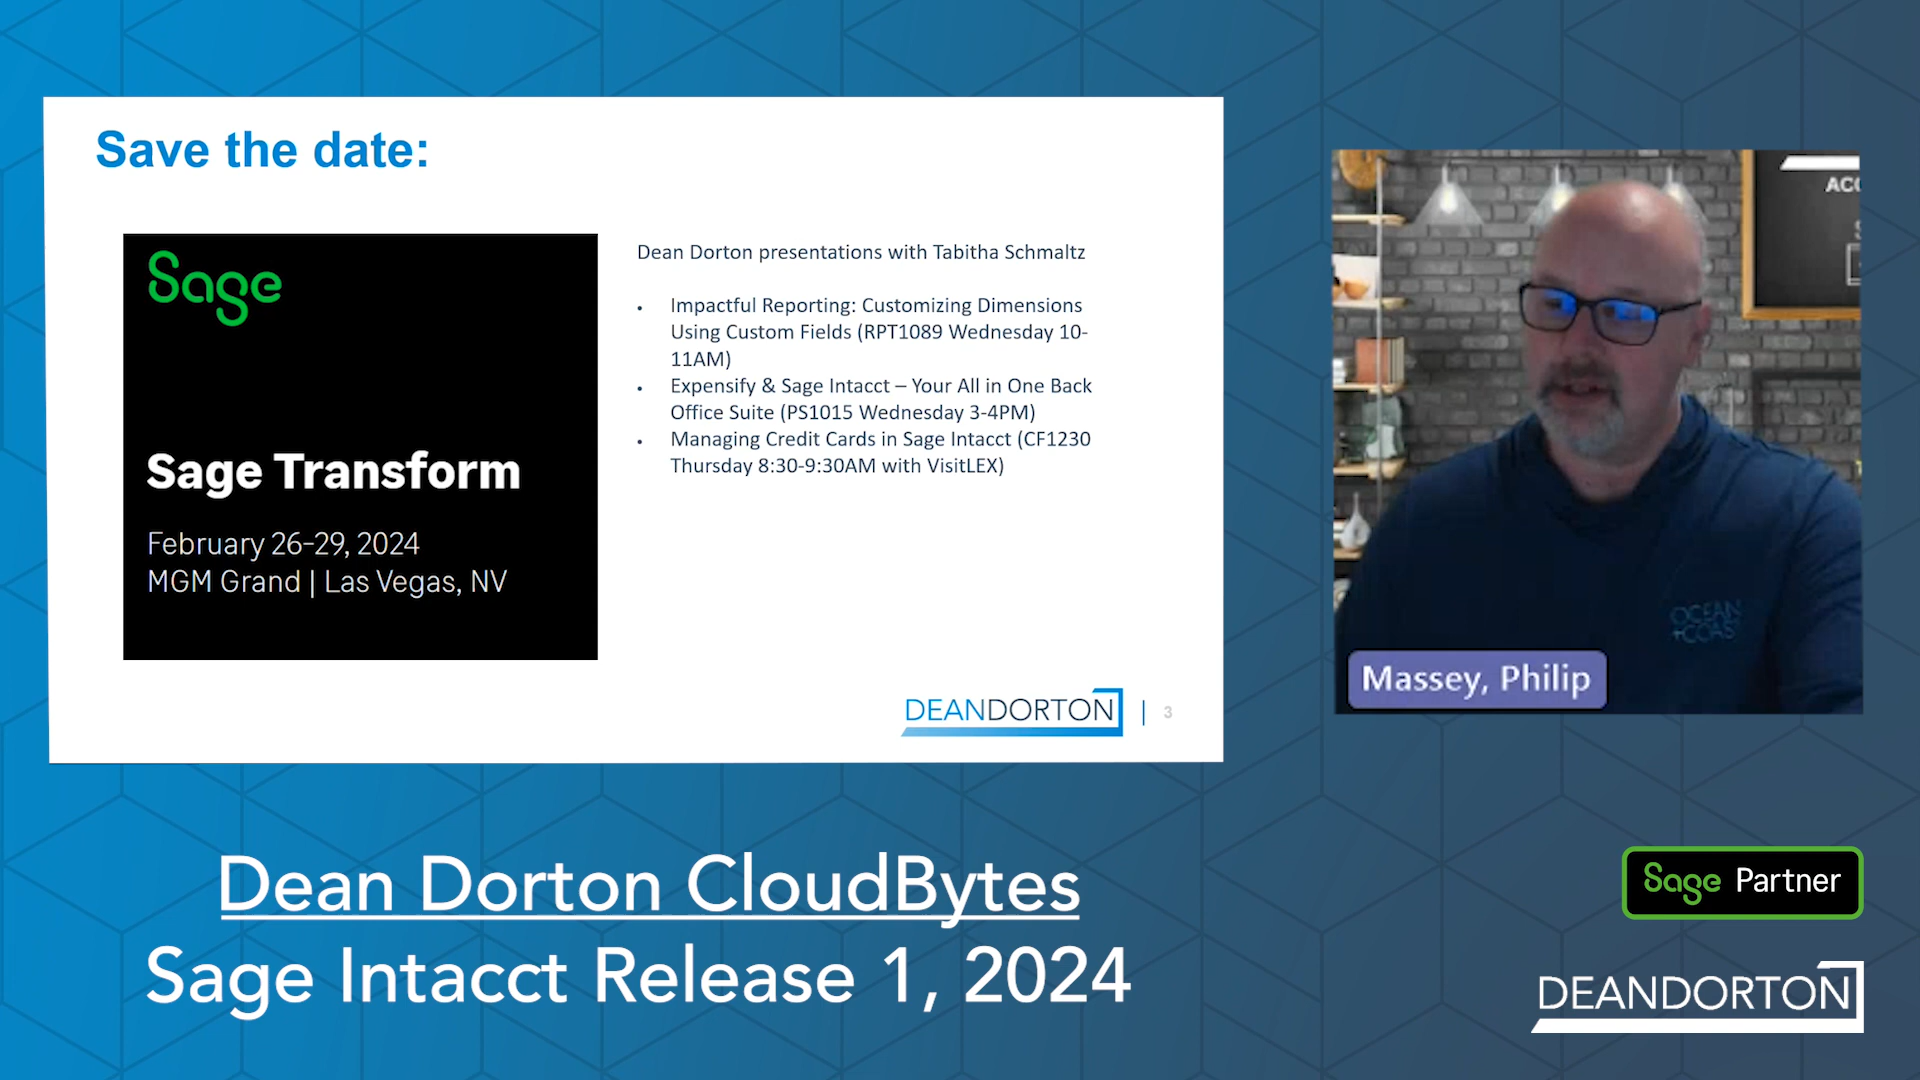 Save the date:
Sage
Sage Transform
February 26-29, 2024
MGM Grand | Las Vegas, NV
Dean Dorton presentations with Tabitha Schmaltz
• Impactful Reporting: Customizing Dimensions
Using Custom Fields (RPT1089 Wednesday 10-
11AM)
• Expensify & Sage Intacct – Your All in One Back
Office Suite (PS1015 Wednesday 3-4PM)
• Managing Credit Cards in Sage Intacct (CF1230
Thursday 8:30-9:30AM with VisitLEX)
DEANDORTON | 3
ACC
OCEAN
+COAST
Massey, Philip
Dean Dorton CloudBytes
Sage Intacct Release 1, 2024
Sage Partner
DEANDORTON